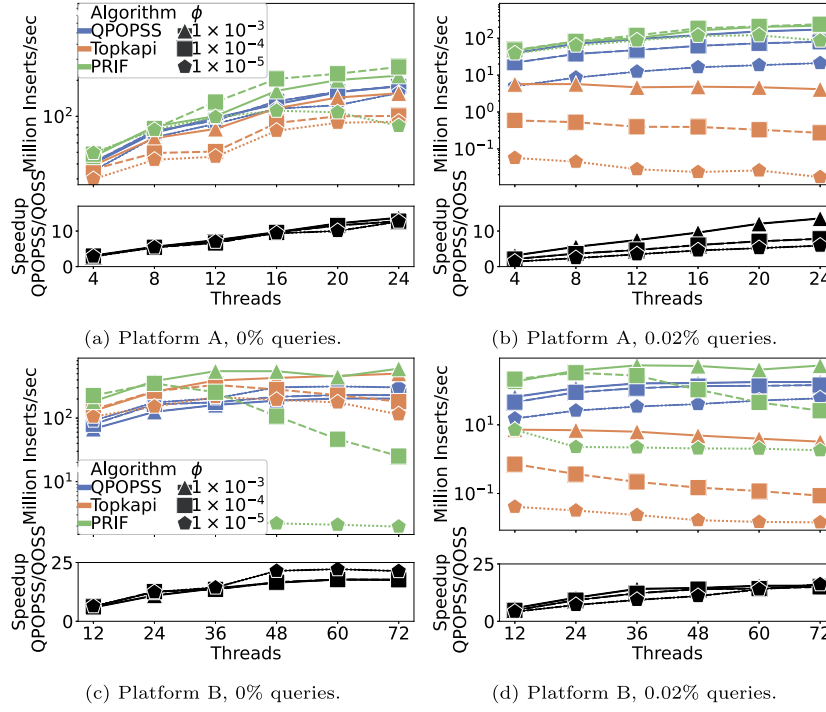 Algorithm ϕ
QPOPSS 1 × 10⁻³
Topkapi 1 × 10⁻⁴
PRIF 1 × 10⁻⁵
Million Inserts/sec
10²
Speedup
QPOPSS/QOSS
10
0
4 8 12 16 20 24
Threads
(a) Platform A, 0% queries.
Million Inserts/sec
10²
10¹
10⁰
10⁻¹
Speedup
QPOPSS/QOSS
10
0
4 8 12 16 20 24
Threads
(b) Platform A, 0.02% queries.
Million Inserts/sec
10²
10¹
Algorithm ϕ
QPOPSS 1 × 10⁻³
Topkapi 1 × 10⁻⁴
PRIF 1 × 10⁻⁵
Speedup
QPOPSS/QOSS
25
0
12 24 36 48 60 72
Threads
(c) Platform B, 0% queries.
Million Inserts/sec
10¹
10⁻¹
Speedup
QPOPSS/QOSS
25
0
12 24 36 48 60 72
Threads
(d) Platform B, 0.02% queries.